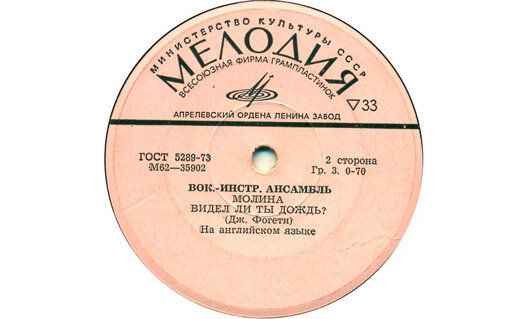 МИНИСТЕРСТВО КУЛЬТУРЫ СССР
МЕЛОДИЯ
ВСЕСОЮЗНАЯ ФИРМА ГРАМПЛАСТИНОК
▽33
АПРЕЛЕВСКИЙ ОРДЕНА ЛЕНИНА ЗАВОД
ГОСТ 5289-73
М62—35902
2 сторона
Гр. 3. 0-70
ВОК.-ИНСТР. АНСАМБЛЬ
МОЛИНА
ВИДЕЛ ЛИ ТЫ ДОЖДЬ?
(Дж. Фогети)
На английском языке